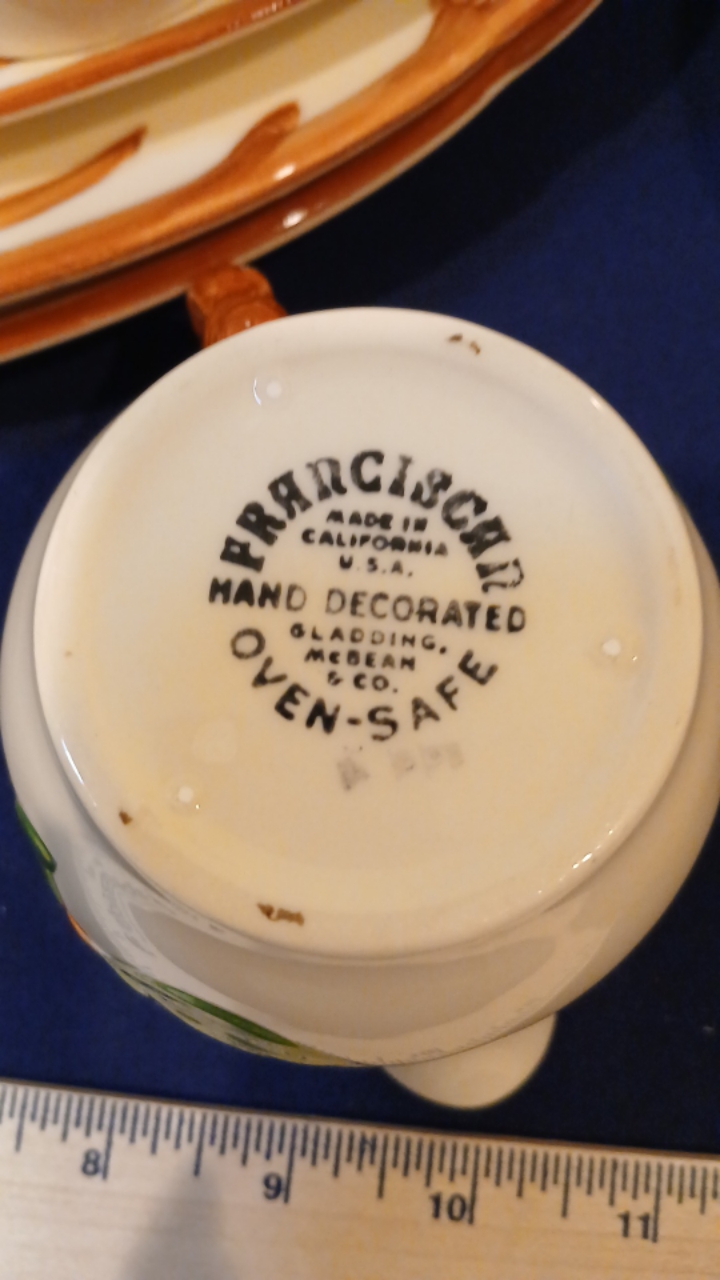 FRANCISCAN
MADE IN
CALIFORNIA
U.S.A.
HAND DECORATED
GLADDING,
McBEAN
& CO.
OVEN-SAFE
8 9 10 11